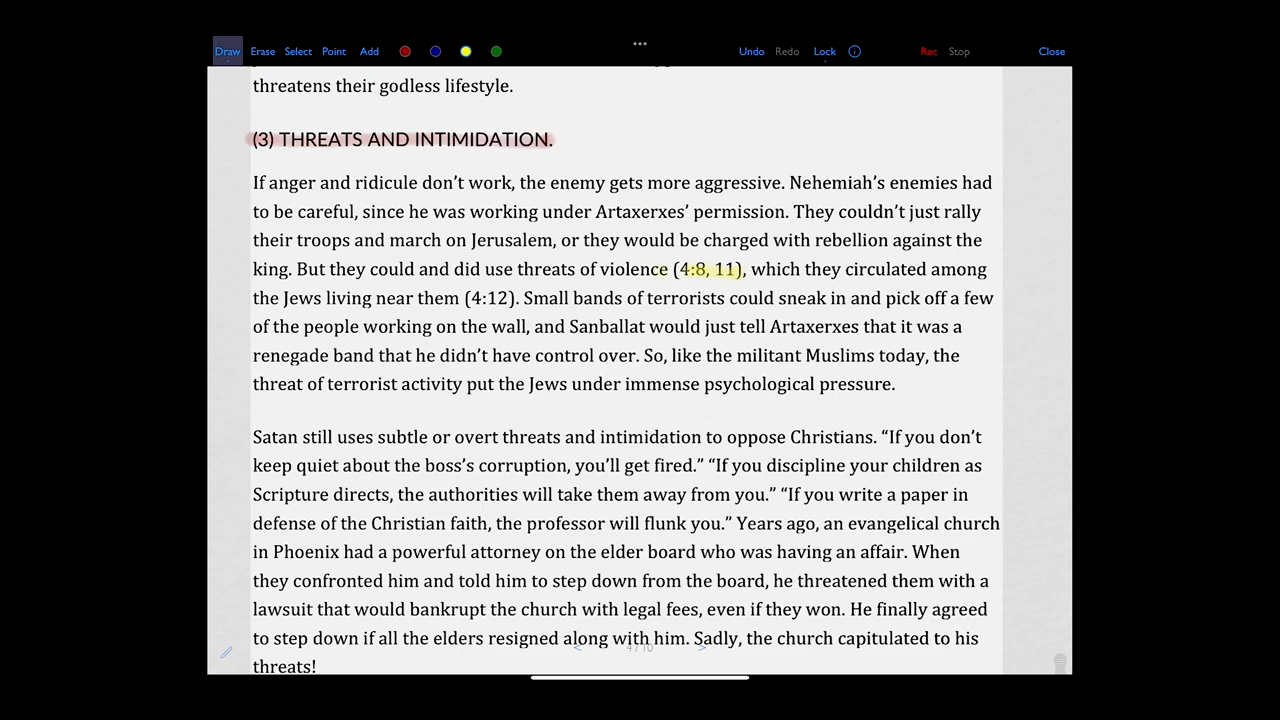 Draw Erase Select Point Add Undo Redo Lock Rec Stop Close
threatens their godless lifestyle.
(3) THREATS AND INTIMIDATION.
If anger and ridicule don’t work, the enemy gets more aggressive. Nehemiah’s enemies had
to be careful, since he was working under Artaxerxes’ permission. They couldn’t just rally
their troops and march on Jerusalem, or they would be charged with rebellion against the
king. But they could and did use threats of violence (4:8, 11), which they circulated among
the Jews living near them (4:12). Small bands of terrorists could sneak in and pick off a few
of the people working on the wall, and Sanballat would just tell Artaxerxes that it was a
renegade band that he didn’t have control over. So, like the militant Muslims today, the
threat of terrorist activity put the Jews under immense psychological pressure.
Satan still uses subtle or overt threats and intimidation to oppose Christians. “If you don’t
keep quiet about the boss’s corruption, you’ll get fired.” “If you discipline your children as
Scripture directs, the authorities will take them away from you.” “If you write a paper in
defense of the Christian faith, the professor will flunk you.” Years ago, an evangelical church
in Phoenix had a powerful attorney on the elder board who was having an affair. When
they confronted him and told him to step down from the board, he threatened them with a
lawsuit that would bankrupt the church with legal fees, even if they won. He finally agreed
to step down if all the elders resigned along with him. Sadly, the church capitulated to his
< 4/10 >
threats!